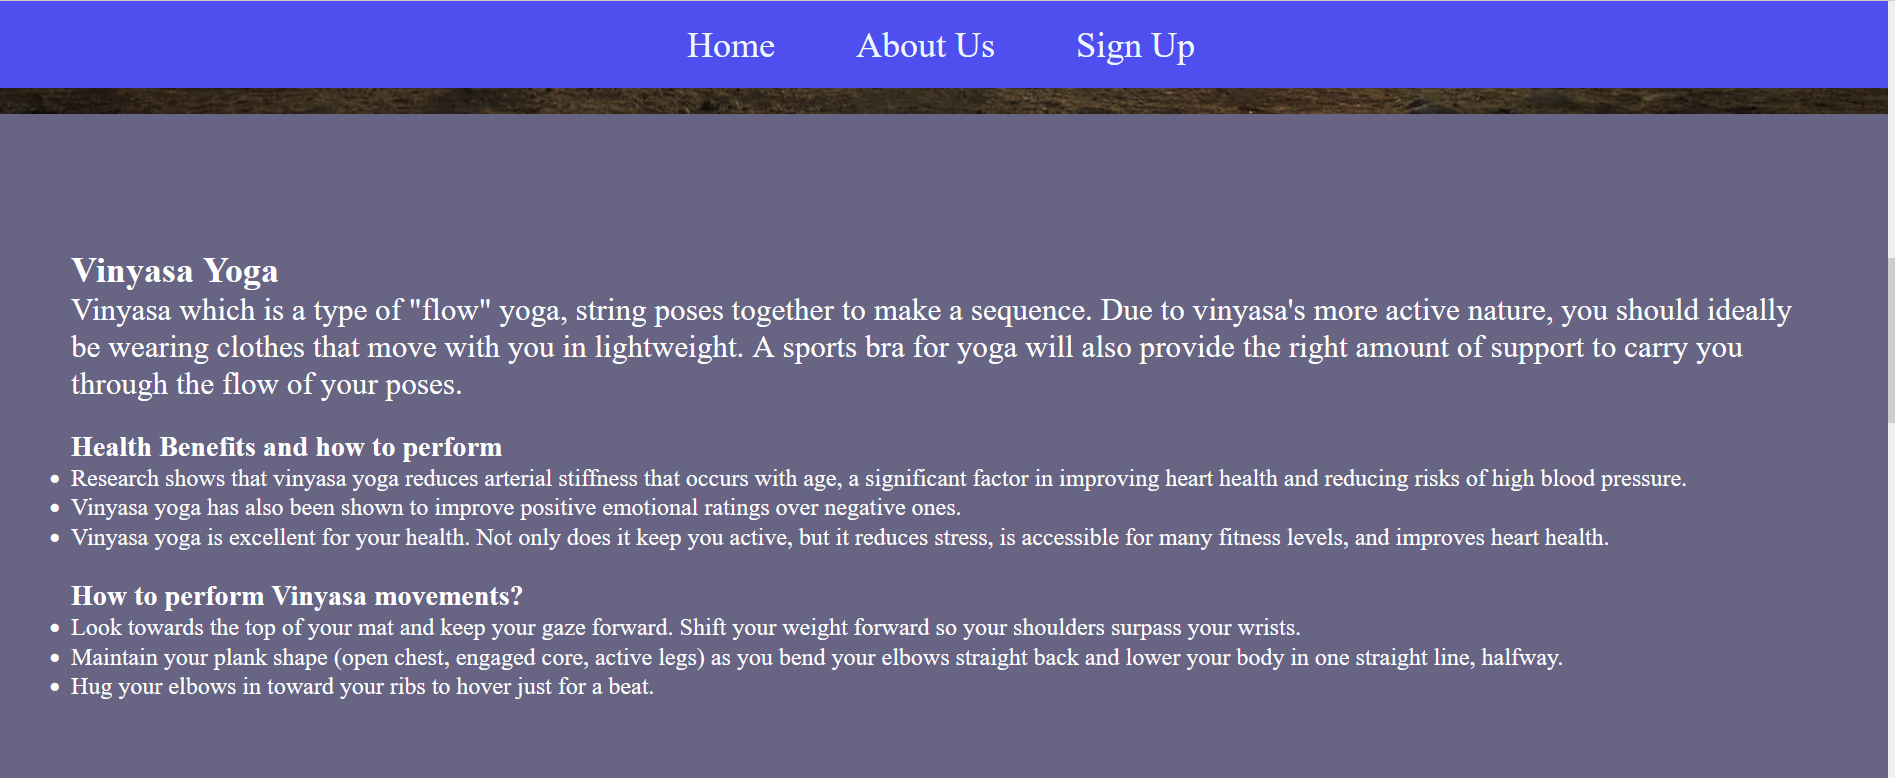 Home About Us Sign Up
Vinyasa Yoga
Vinyasa which is a type of "flow" yoga, string poses together to make a sequence. Due to vinyasa's more active nature, you should ideally
be wearing clothes that move with you in lightweight. A sports bra for yoga will also provide the right amount of support to carry you
through the flow of your poses.
Health Benefits and how to perform
• Research shows that vinyasa yoga reduces arterial stiffness that occurs with age, a significant factor in improving heart health and reducing risks of high blood pressure.
• Vinyasa yoga has also been shown to improve positive emotional ratings over negative ones.
• Vinyasa yoga is excellent for your health. Not only does it keep you active, but it reduces stress, is accessible for many fitness levels, and improves heart health.
How to perform Vinyasa movements?
• Look towards the top of your mat and keep your gaze forward. Shift your weight forward so your shoulders surpass your wrists.
• Maintain your plank shape (open chest, engaged core, active legs) as you bend your elbows straight back and lower your body in one straight line, halfway.
• Hug your elbows in toward your ribs to hover just for a beat.